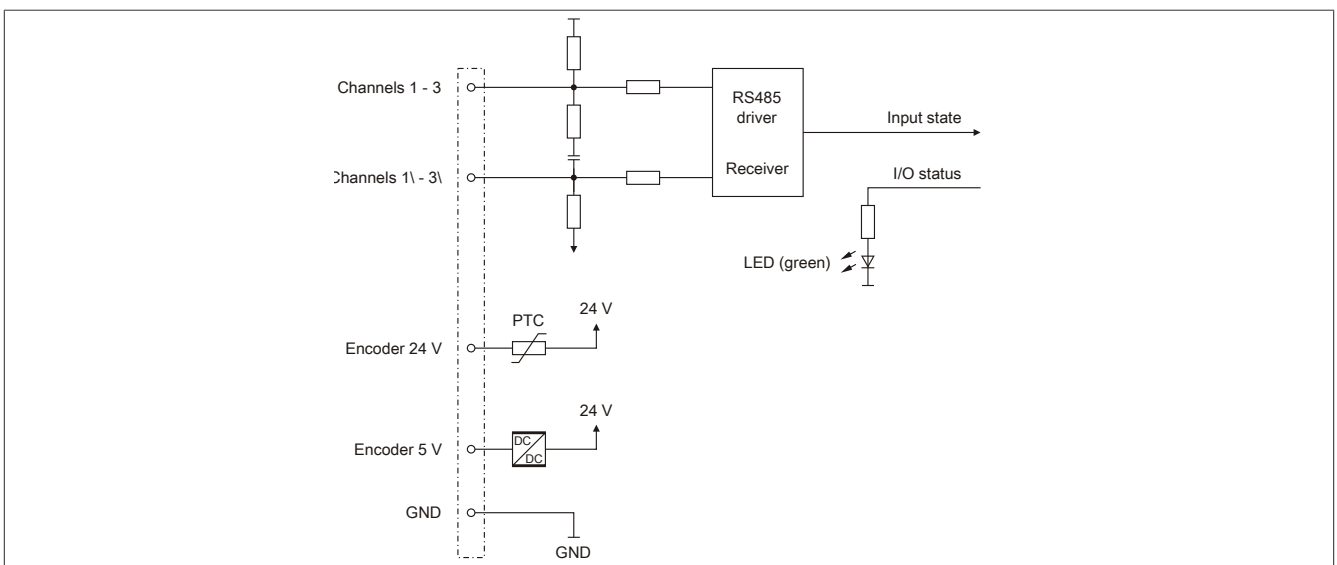 Channels 1 - 3
RS485
driver
Input state
Receiver
Channels 1\ - 3\
I/O status
LED (green)
24 V
PTC
Encoder 24 V
24 V
DC
DC
Encoder 5 V
GND
GND